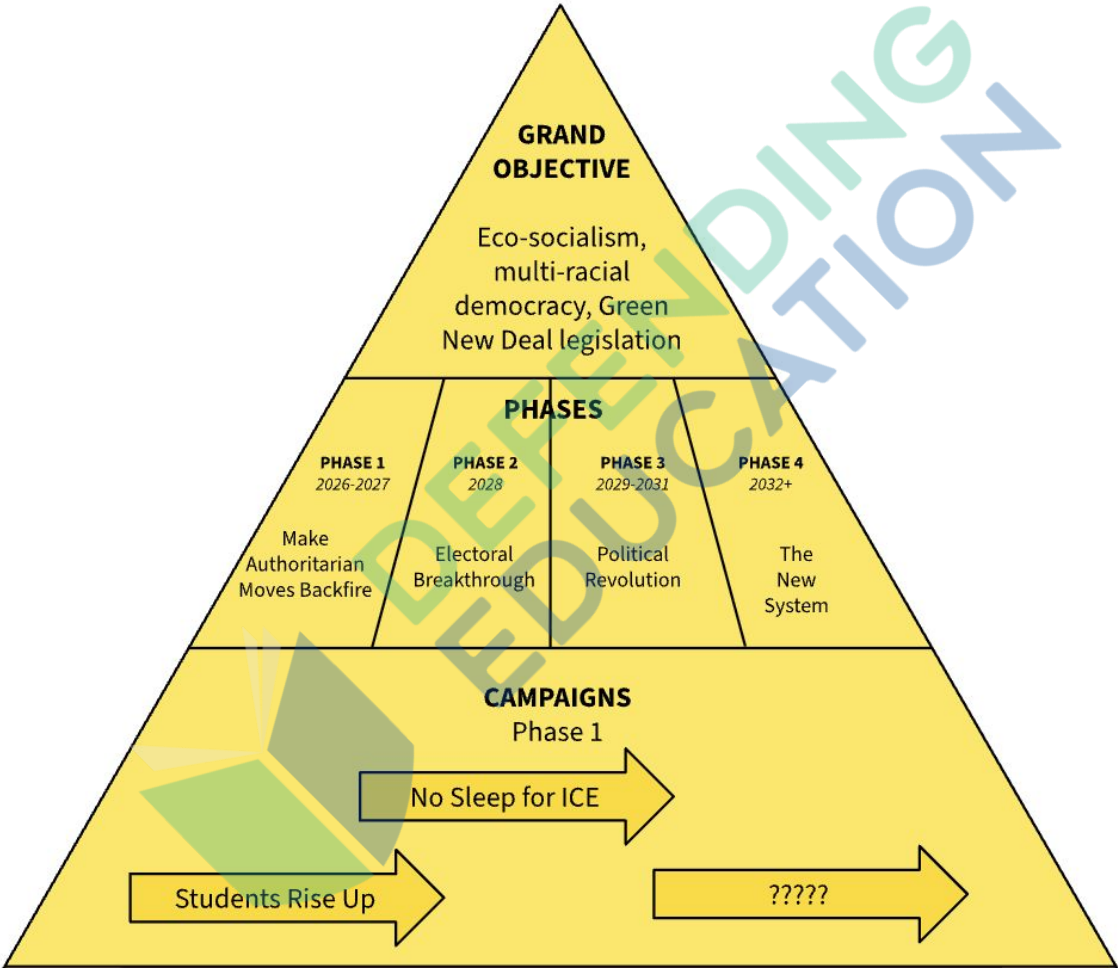 GRAND
OBJECTIVE
Eco-socialism,
multi-racial
democracy, Green
New Deal legislation
PHASES
PHASE 1
2026-2027
Make
Authoritarian
Moves Backfire
PHASE 2
2028
Electoral
Breakthrough
PHASE 3
2029-2031
Political
Revolution
PHASE 4
2032+
The
New
System
CAMPAIGNS
Phase 1
No Sleep for ICE
Students Rise Up
?????
DEFENDING
EDUCATION